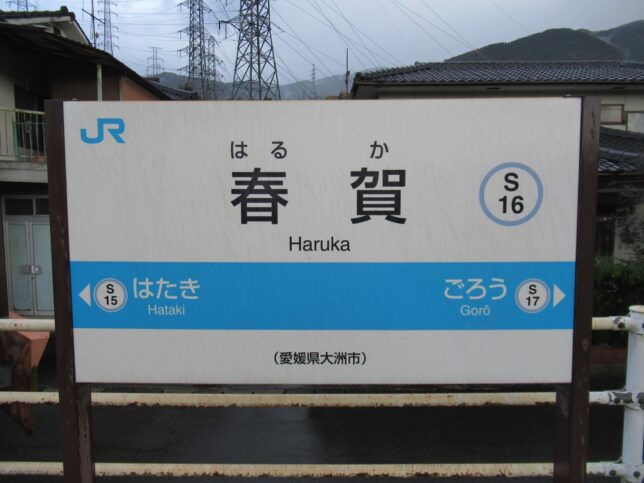 JR
はるか
春賀
S
16
Haruka
S
15
はたき
Hataki
ごろう
Gorō
S
17
(愛媛県大洲市)